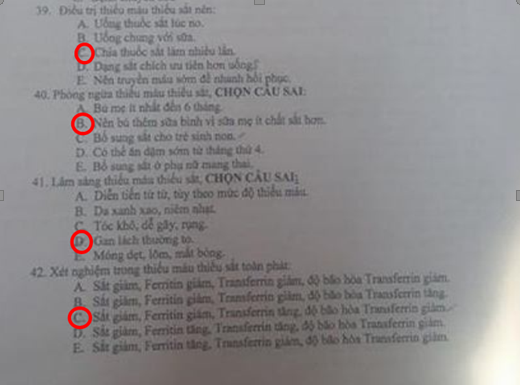 39. Điều trị thiếu máu thiếu sắt nên:
A. Uống thuốc sắt lúc no.
B. Uống chung với sữa.
C. Chia thuốc sắt làm nhiều lần.
D. Dạng sắt chích ưu tiên hơn uống.
E. Nên truyền máu sớm để nhanh hồi phục.
40. Phòng ngừa thiếu máu thiếu sắt, CHỌN CÂU SAI:
A. Bú mẹ ít nhất đến 6 tháng.
B. Nên bú thêm sữa bình vì sữa mẹ ít chất sắt hơn.
C. Bổ sung sắt cho trẻ sinh non.
D. Có thể ăn dặm sớm từ tháng thứ 4.
E. Bổ sung sắt ở phụ nữ mang thai.
41. Lâm sàng thiếu máu thiếu sắt, CHỌN CÂU SAI:
A. Diễn tiến từ từ, tùy theo mức độ thiếu máu.
B. Da xanh xao, niêm nhạt.
C. Tóc khô, dễ gãy, rụng.
D. Gan lách thường to.
E. Móng dẹt, lõm, mất bóng.
42. Xét nghiệm trong thiếu máu thiếu sắt toàn phát:
A. Sắt giảm, Ferritin giảm, Transferrin giảm, độ bão hòa Transferrin giảm.
B. Sắt giảm, Ferritin giảm, Transferrin giảm, độ bão hòa Transferrin tăng.
C. Sắt giảm, Ferritin giảm, Transferrin tăng, độ bão hòa Transferrin giảm.
D. Sắt giảm, Ferritin tăng, Transferrin tăng, độ bão hòa Transferrin giảm.
E. Sắt giảm, Ferritin tăng, Transferrin giảm, độ bão hòa Transferrin giảm.